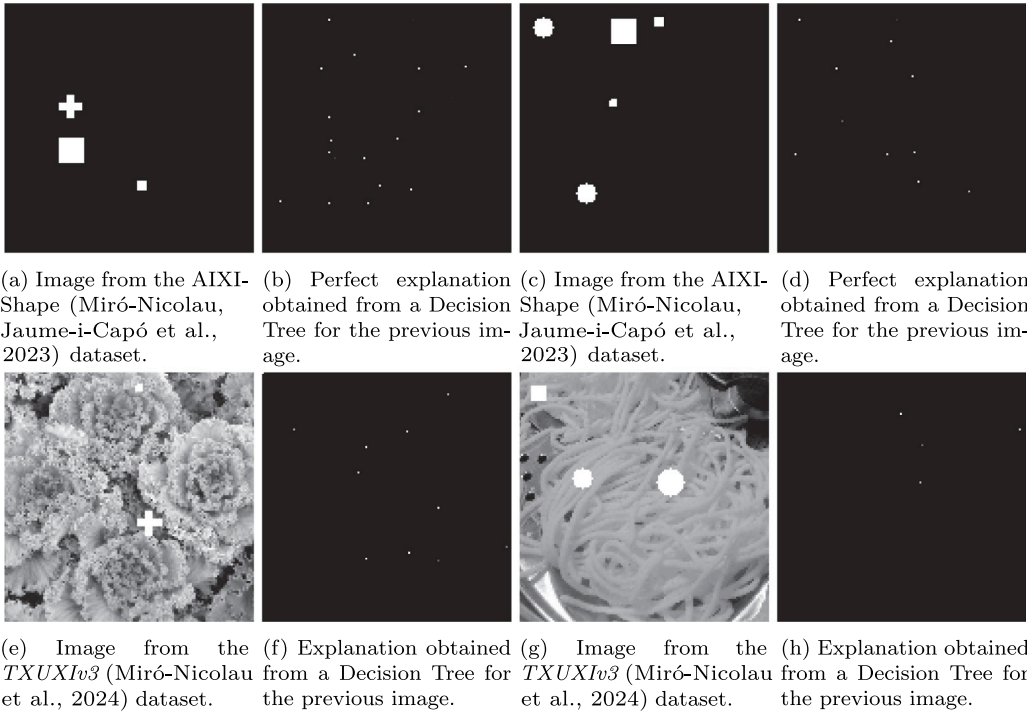 (a) Image from the AIXI-
Shape (Miró-Nicolau,
Jaume-i-Capó et al.,
2023) dataset.
(b) Perfect explanation
obtained from a Decision
Tree for the previous im-
age.
(c) Image from the AIXI-
Shape (Miró-Nicolau,
Jaume-i-Capó et al.,
2023) dataset.
(d) Perfect explanation
obtained from a Decision
Tree for the previous im-
age.
(e) Image from the
TXUXIv3 (Miró-Nicolau
et al., 2024) dataset.
(f) Explanation obtained
from a Decision Tree for
the previous image.
(g) Image from the
TXUXIv3 (Miró-Nicolau
et al., 2024) dataset.
(h) Explanation obtained
from a Decision Tree for
the previous image.